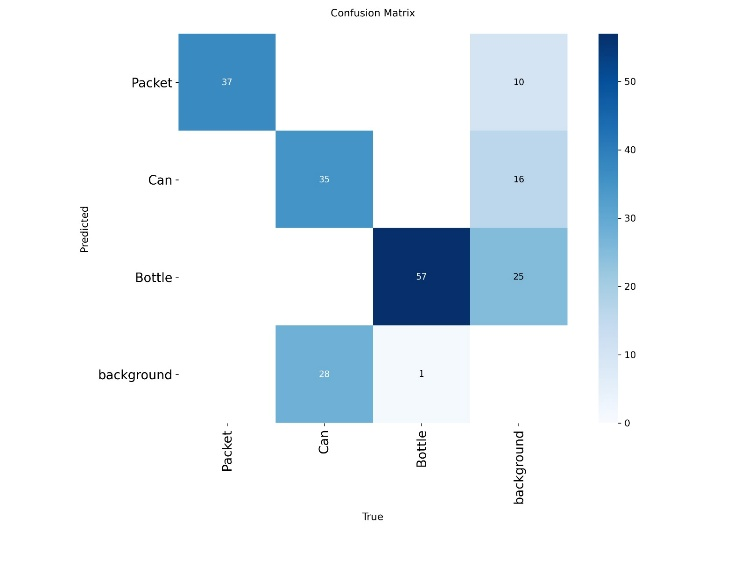 Confusion Matrix
Packet
37
10
50
40
Can
35
16
Predicted
30
Bottle
57
25
20
10
background
28
1
0
Packet
Can
Bottle
background
True